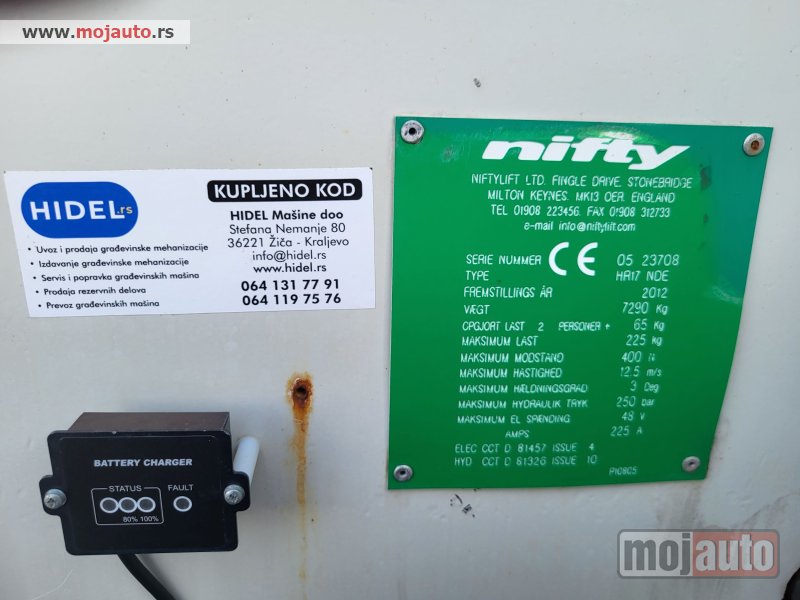 www.mojauto.rs
HIDEL.rs
KUPLJENO KOD
HIDEL Mašine doo
Stefana Nemanje 80
36221 Žiča - Kraljevo
info@hidel.rs
www.hidel.rs
064 131 77 91
064 119 75 76
• Uvoz i prodaja građevinske mehanizacije
• Izdavanje građevinske mehanizacije
• Servis i popravka građevinskih mašina
• Prodaja rezervnih delova
• Prevoz građevinskih mašina
nifty
NIFTYLIFT LTD. FINGLE DRIVE, STONEBRIDGE
MILTON KEYNES, MK13 OER, ENGLAND
TEL 01908 223456, FAX 01908 312733
e-mail info@niftylift.com
CE
SERIE NUMMER 05 23708
TYPE HR17 NDE
FREMSTILLINGS ÅR 2012
VÆGT 7290 Kg
OPGJORT LAST 2 PERSONER + 65 Kg
MAKSIMUM LAST 225 kg
MAKSIMUM MODSTAND 400 N
MAKSIMUM HASTIGHED 12.5 m/s
MAKSIMUM HÆLDNINGSGRAD 3 Deg
MAKSIMUM HYDRAULIK TRYK 250 bar
MAKSIMUM EL SPÆNDING 48 V
AMPS 225 A
ELEC CCT D 81457 ISSUE 4
HYD CCT D 81326 ISSUE 10
P10805
BATTERY CHARGER
STATUS FAULT
80% 100%
mojauto